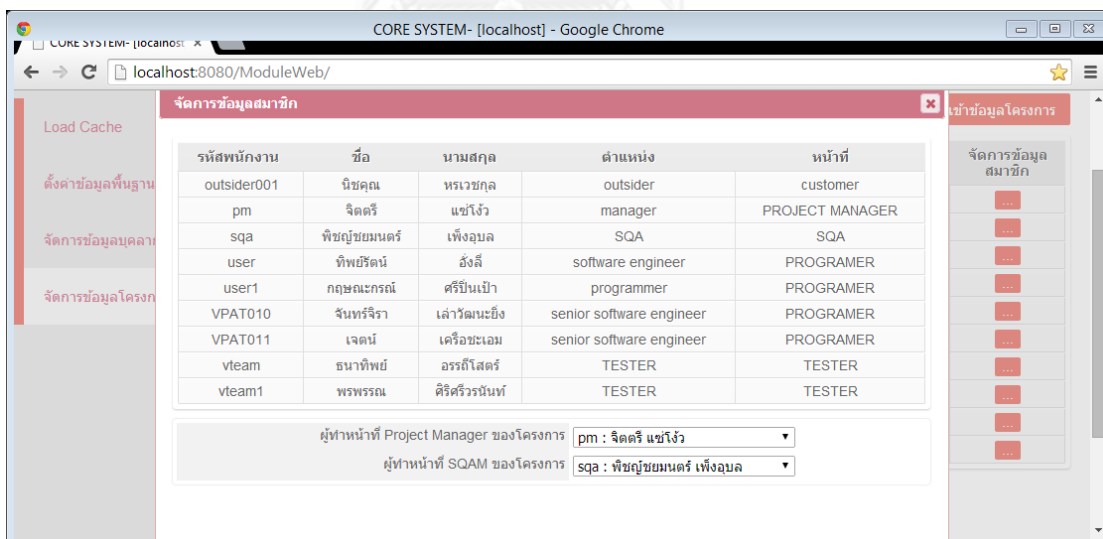 CORE SYSTEM- [localhost] - Google Chrome
CORE SYSTEM- [localhost ×
localhost:8080/ModuleWeb/
จัดการข้อมูลสมาชิก
เข้าข้อมูลโครงการ
Load Cache
ตั้งค่าข้อมูลพื้นฐาน
จัดการข้อมูลบุคลาก
จัดการข้อมูลโครงก
รหัสพนักงาน ชื่อ นามสกุล ตำแหน่ง หน้าที่
outsider001 นิชคุณ หรเวชกุล outsider customer
pm จิตตรี แซ่โง้ว manager PROJECT MANAGER
sqa พิชญ์ชยมนตร์ เพ็งอุบล SQA SQA
user ทิพย์รัตน์ อั้งลี่ software engineer PROGRAMER
user1 กฤษณะกรณ์ ศรีปิ่นเป้า programmer PROGRAMER
VPAT010 จันทร์จิรา เล่าวัฒนะยิ่ง senior software engineer PROGRAMER
VPAT011 เจตน์ เครือชะเอม senior software engineer PROGRAMER
vteam ธนาทิพย์ อรรถีโสตร์ TESTER TESTER
vteam1 พรพรรณ ศิริศรีวรนันท์ TESTER TESTER
จัดการข้อมูล
สมาชิก
...
...
...
...
...
...
...
...
...
...
ผู้ทำหน้าที่ Project Manager ของโครงการ pm : จิตตรี แซ่โง้ว
ผู้ทำหน้าที่ SQAM ของโครงการ sqa : พิชญ์ชยมนตร์ เพ็งอุบล